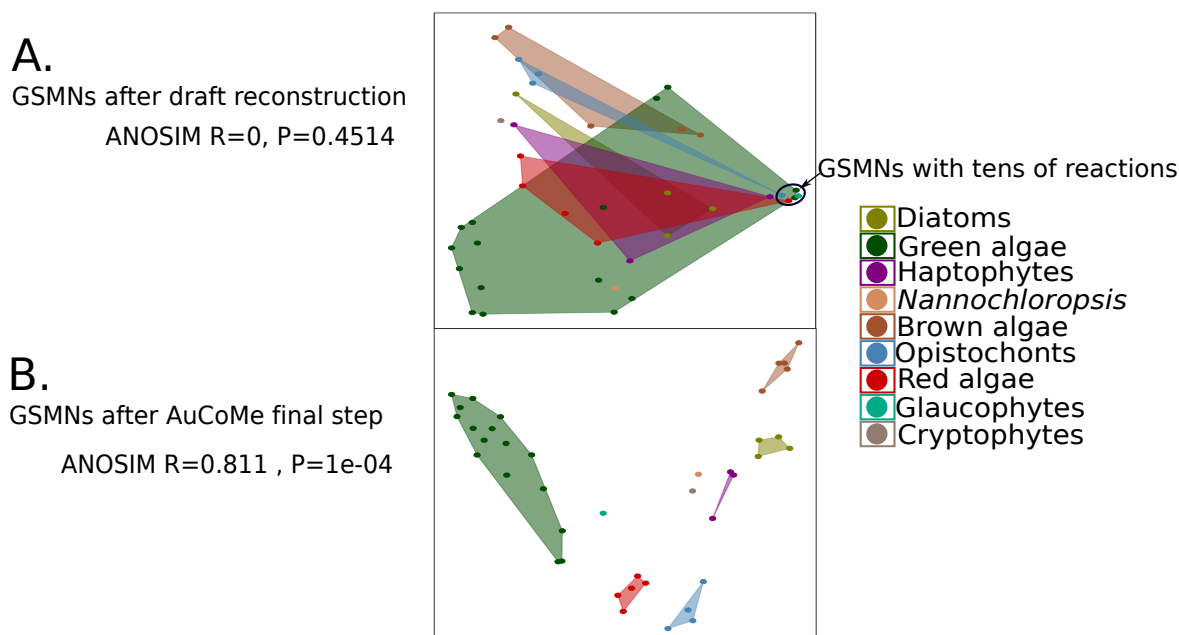 A.
GSMNs after draft reconstruction
ANOSIM R=0, P=0.4514
GSMNs with tens of reactions
Diatoms
Green algae
Haptophytes
Nannochloropsis
Brown algae
Opistochonts
Red algae
Glaucophytes
Cryptophytes
B.
GSMNs after AuCoMe final step
ANOSIM R=0.811 , P=1e-04